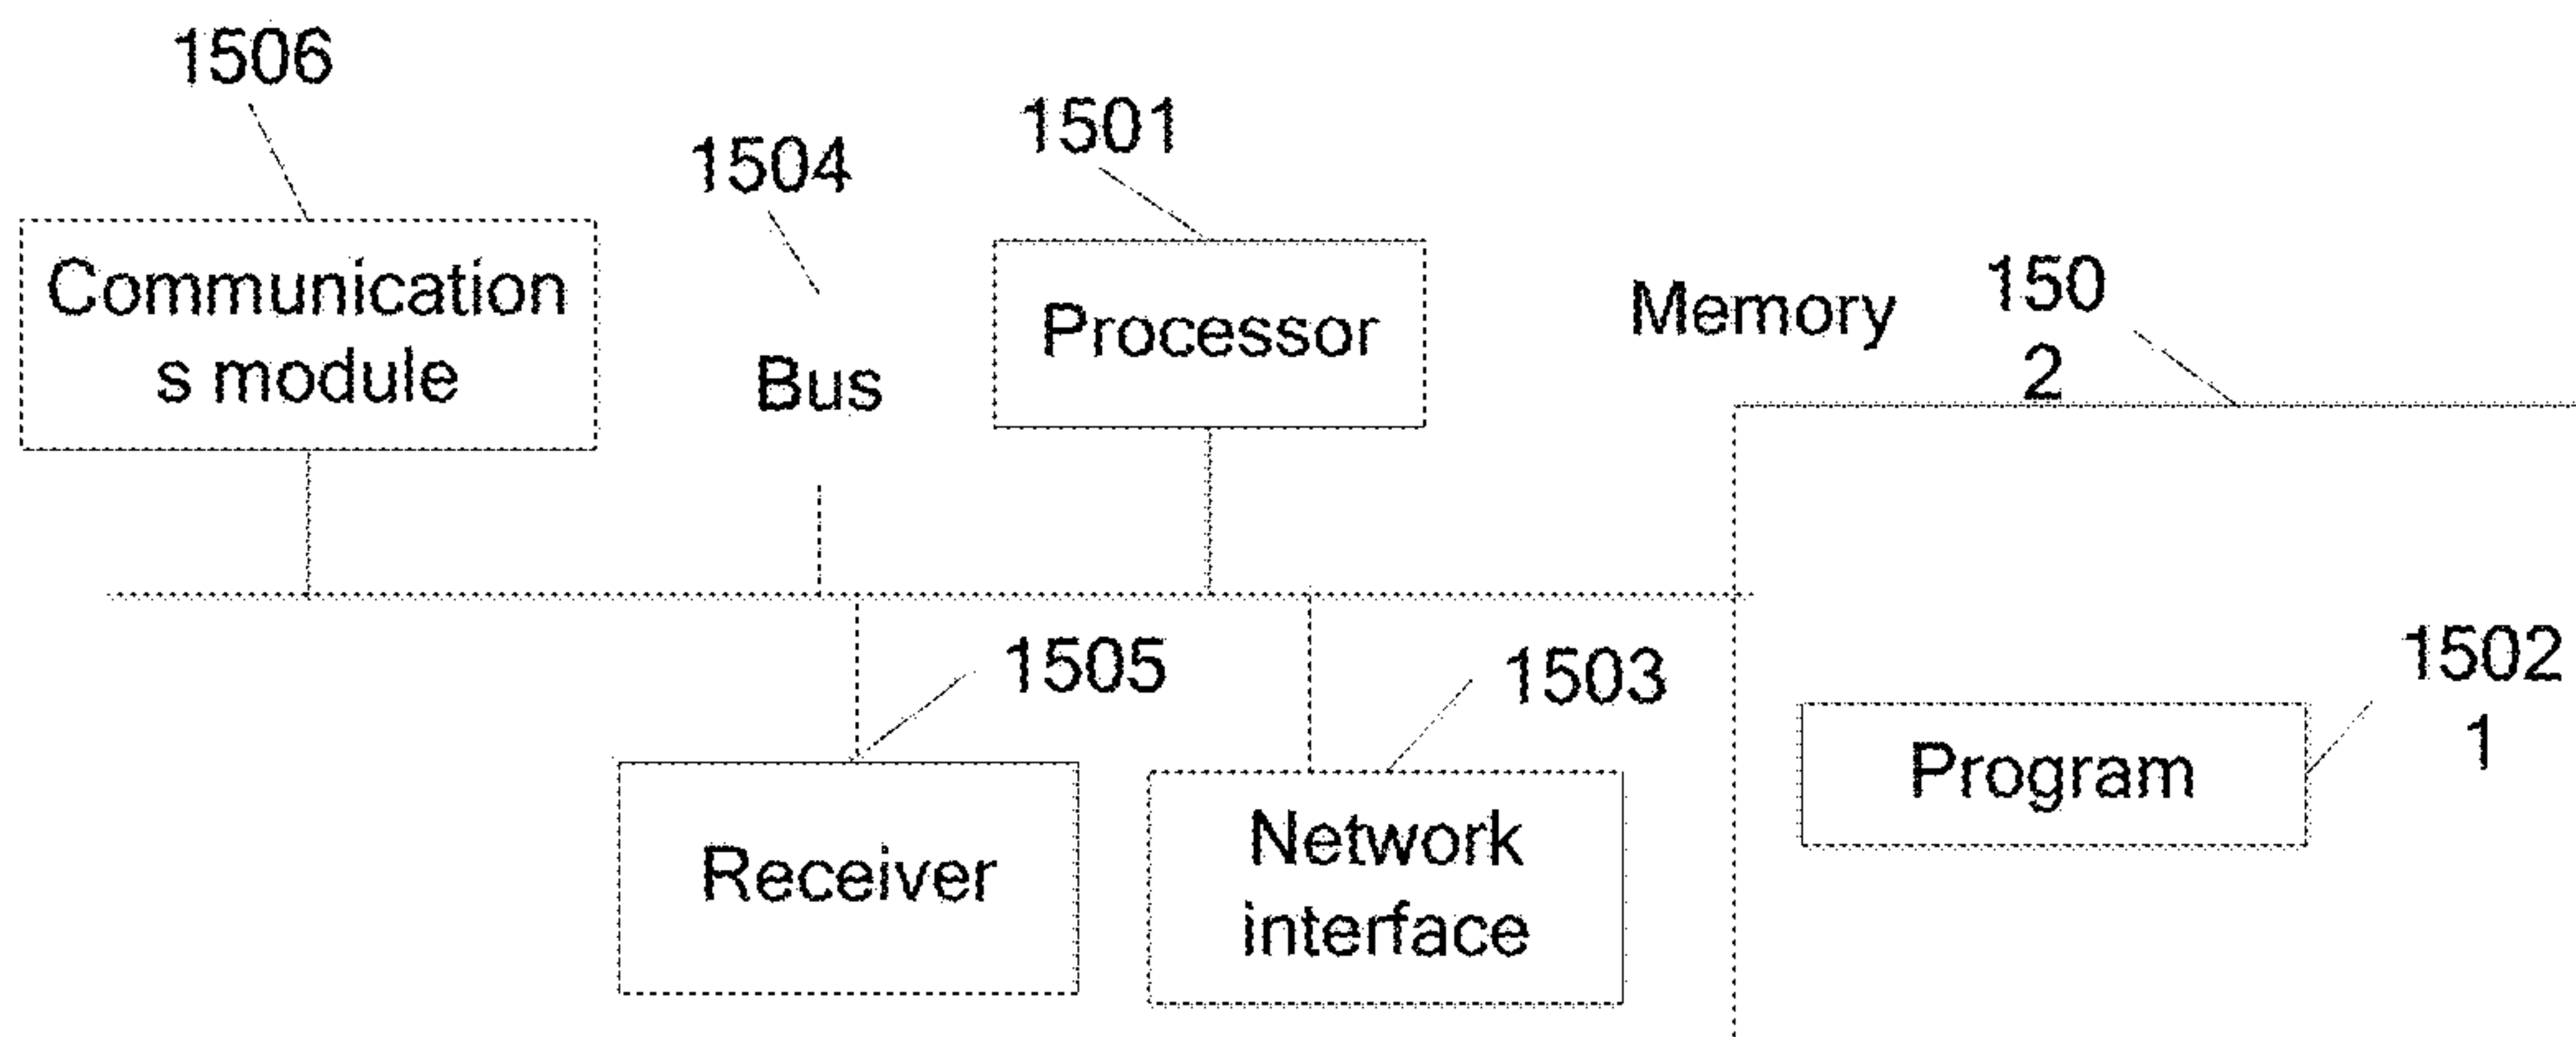 1506
1504
1501
Communication
s module
Bus
Processor
Memory
150
2
1505
1503
1502
1
Receiver
Network
interface
Program